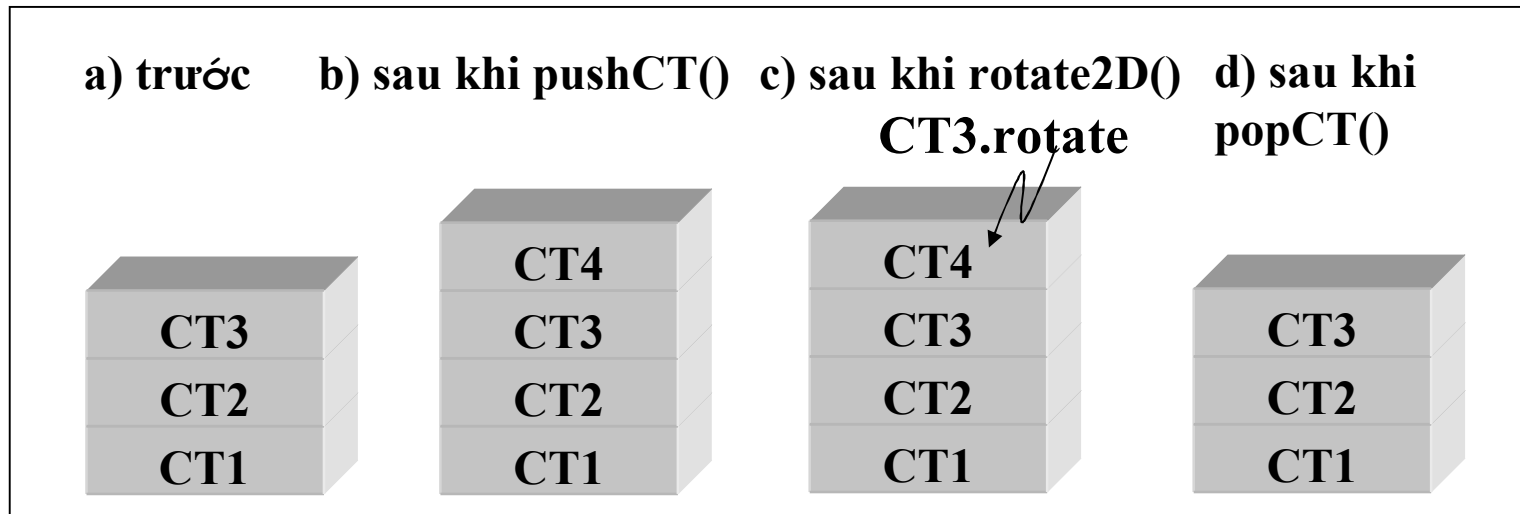 a) trước
b) sau khi pushCT()
c) sau khi rotate2D()
CT3.rotate
d) sau khi
popCT()
CT3
CT2
CT1
CT4
CT3
CT2
CT1
CT4
CT3
CT2
CT1
CT3
CT2
CT1